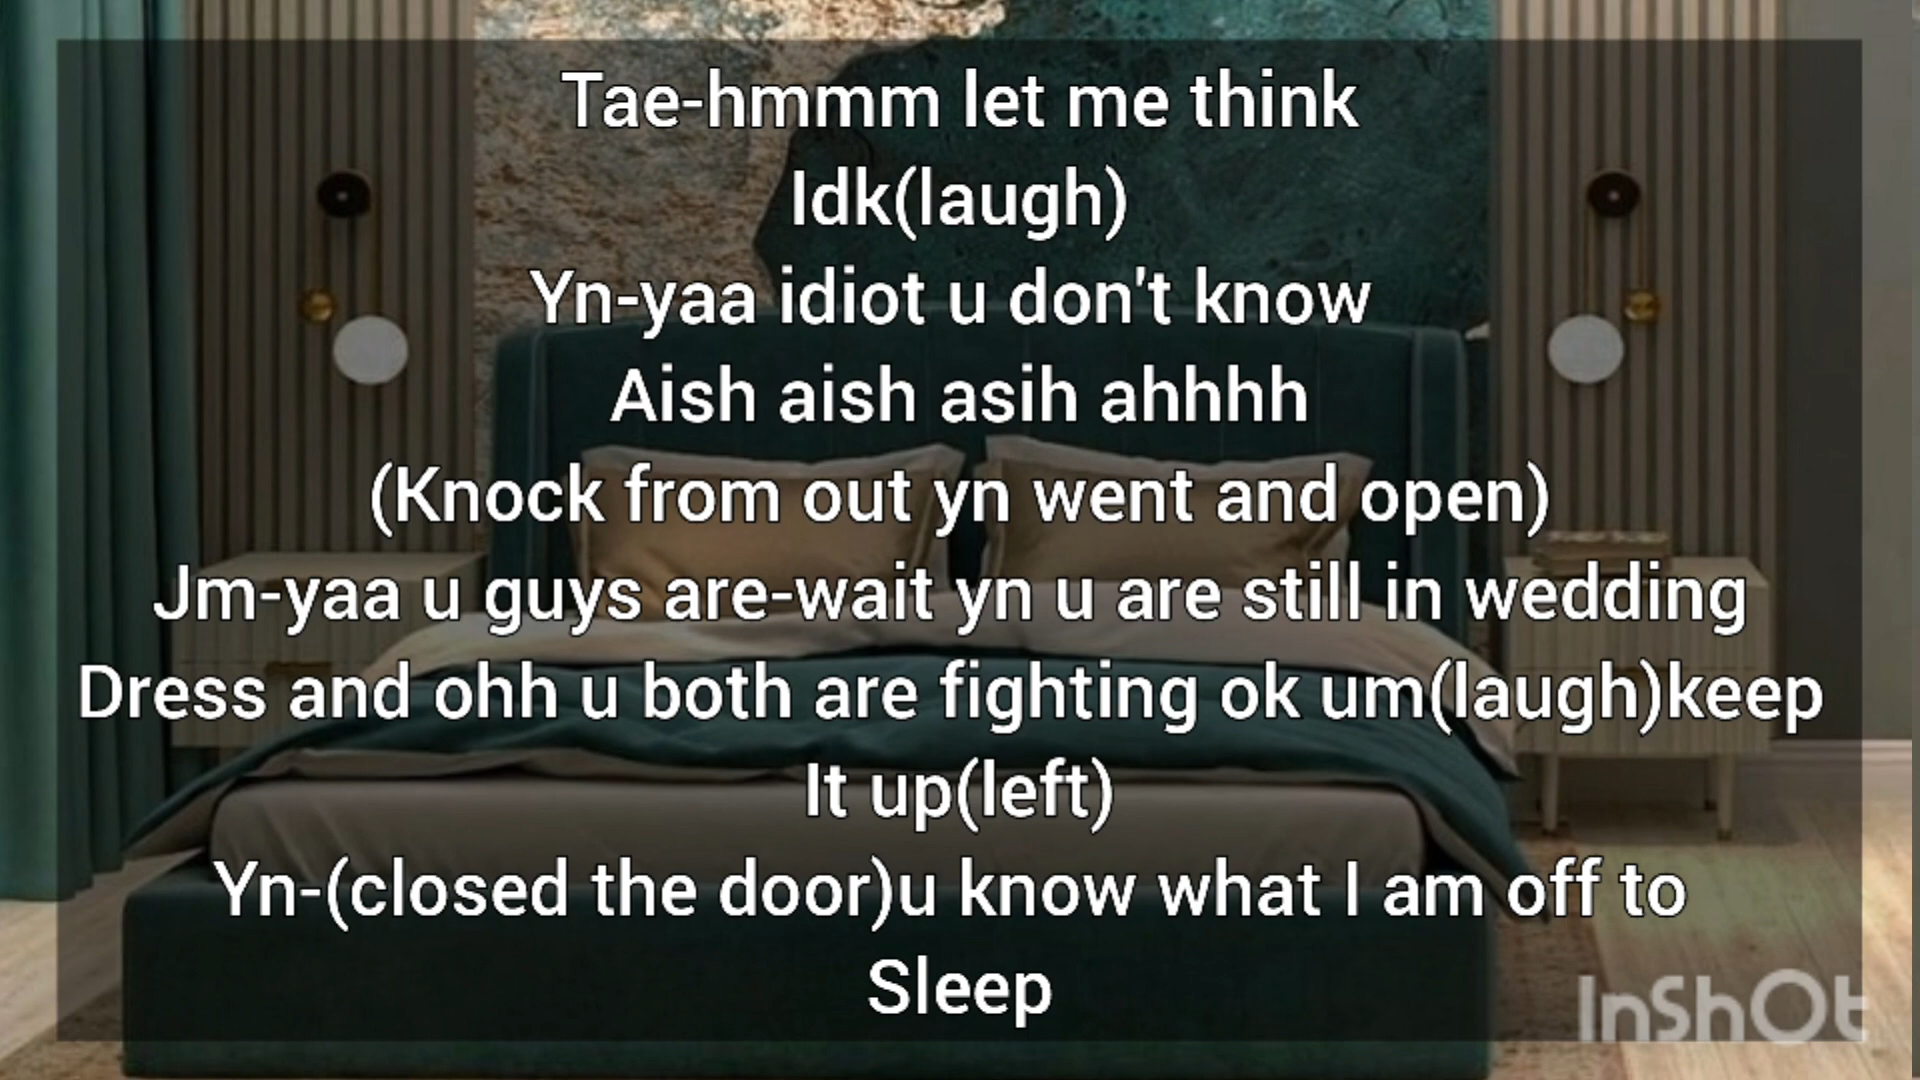 Tae-hmmm let me think
Idk(laugh)
Yn-yaa idiot u don't know
Aish aish asih ahhhh
(Knock from out yn went and open)
Jm-yaa u guys are-wait yn u are still in wedding
Dress and ohh u both are fighting ok um(laugh)keep
It up(left)
Yn-(closed the door)u know what I am off to
Sleep
InShOt